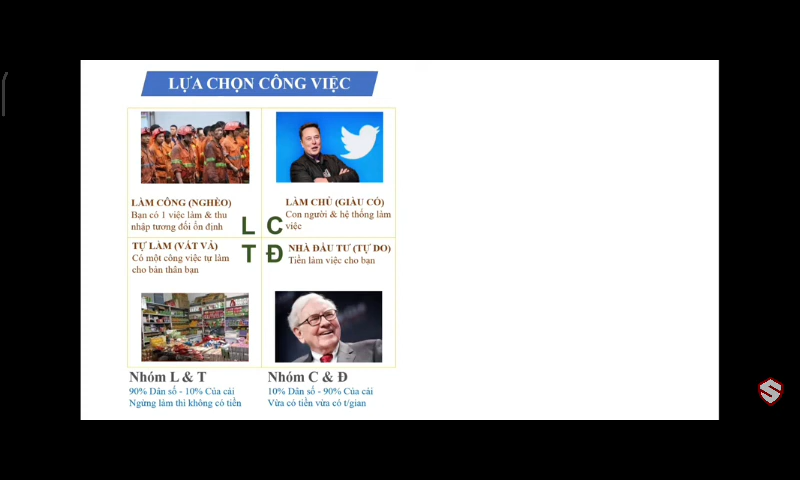 LỰA CHỌN CÔNG VIỆC
LÀM CÔNG (NGHÈO)
Bạn có 1 việc làm & thu
nhập tương đối ổn định
L
LÀM CHỦ (GIÀU CÓ)
Con người & hệ thống làm
việc
C
TỰ LÀM (VẤT VẢ)
Có một công việc tự làm
cho bản thân bạn
T
Đ
NHÀ ĐẦU TƯ (TỰ DO)
Tiền làm việc cho bạn
Nhóm L & T
90% Dân số - 10% Của cải
Ngừng làm thì không có tiền
Nhóm C & Đ
10% Dân số - 90% Của cải
Vừa có tiền vừa có t/gian